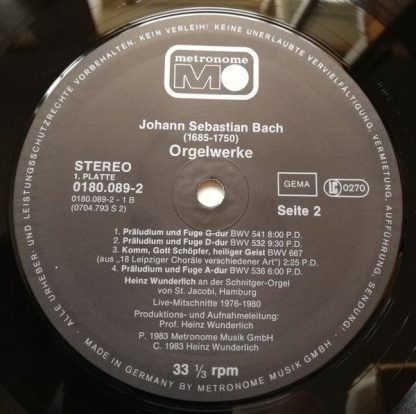 metronome
Johann Sebastian Bach
(1685-1750)
Orgelwerke
STEREO
1. PLATTE
0180.089-2
0180.089-2 - 1 B
(0704.793 S 2)
GEMA
LC 0270
Seite 2
1. Präludium und Fuge G-dur BWV 541 8:00 P.D.
2. Präludium und Fuge D-dur BWV 532 9:30 P.D.
3. Komm, Gott Schöpfer, heiliger Geist BWV 667
(aus „18 Leipziger Choräle verschiedener Art") 2:25 P.D.
4. Präludium und Fuge A-dur BWV 536 6:00 P.D.
Heinz Wunderlich an der Schnitger-Orgel
von St. Jacobi, Hamburg
Live-Mitschnitte 1976-1980
Produktions- und Aufnahmeleitung:
Prof. Heinz Wunderlich
P. 1983 Metronome Musik GmbH
C. 1983 Heinz Wunderlich
33 ⅓ rpm
· ALLE URHEBER- UND LEISTUNGSSCHUTZRECHTE VORBEHALTEN. KEIN VERLEIH! KEINE UNERLAUBTE VERVIELFÄLTIGUNG, VERMIETUNG, AUFFÜHRUNG, SENDUNG! ·
MADE IN GERMANY BY METRONOME MUSIK GMBH